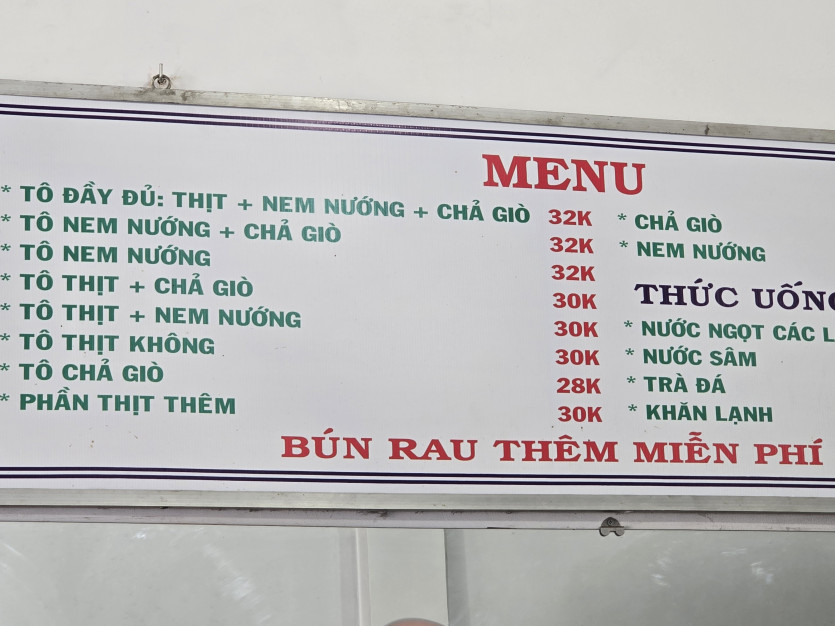 MENU
* TÔ ĐẦY ĐỦ: THỊT + NEM NƯỚNG + CHẢ GIÒ 32K
* TÔ NEM NƯỚNG + CHẢ GIÒ 32K
* TÔ NEM NƯỚNG 32K
* TÔ THỊT + CHẢ GIÒ 30K
* TÔ THỊT + NEM NƯỚNG 30K
* TÔ THỊT KHÔNG 30K
* TÔ CHẢ GIÒ 28K
* PHẦN THỊT THÊM 30K
* CHẢ GIÒ
* NEM NƯỚNG
THỨC UỐNG
* NƯỚC NGỌT CÁC
* NƯỚC SÂM
* TRÀ ĐÁ
* KHĂN LẠNH
BÚN RAU THÊM MIỄN PHÍ